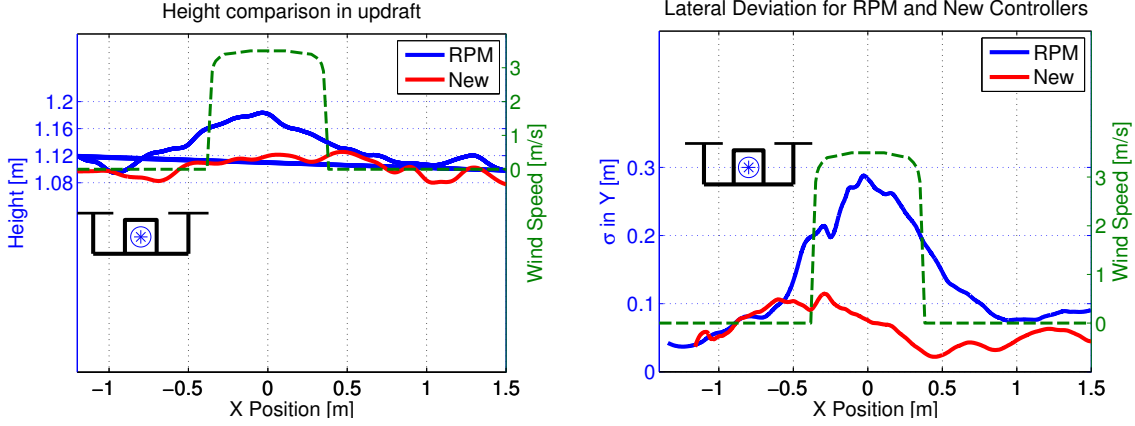 Height comparison in updraft
RPM
New
1.2
1.16
1.12
1.08
Height [m]
3
2
1
0
Wind Speed [m/s]
−1 −0.5 0 0.5 1 1.5
X Position [m]
Lateral Deviation for RPM and New Controllers
RPM
New
0.3
0.2
0.1
0
σ in Y [m]
3
2
1
0
Wind Speed [m/s]
−1 −0.5 0 0.5 1 1.5
X Position [m]